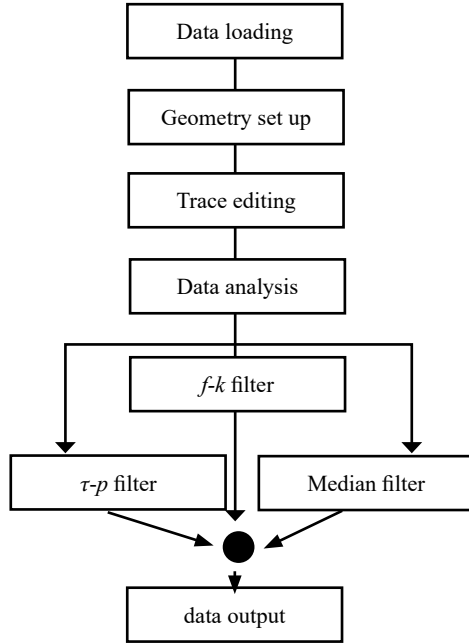 Data loading
Geometry set up
Trace editing
Data analysis
f-k filter
τ-p filter
Median filter
data output